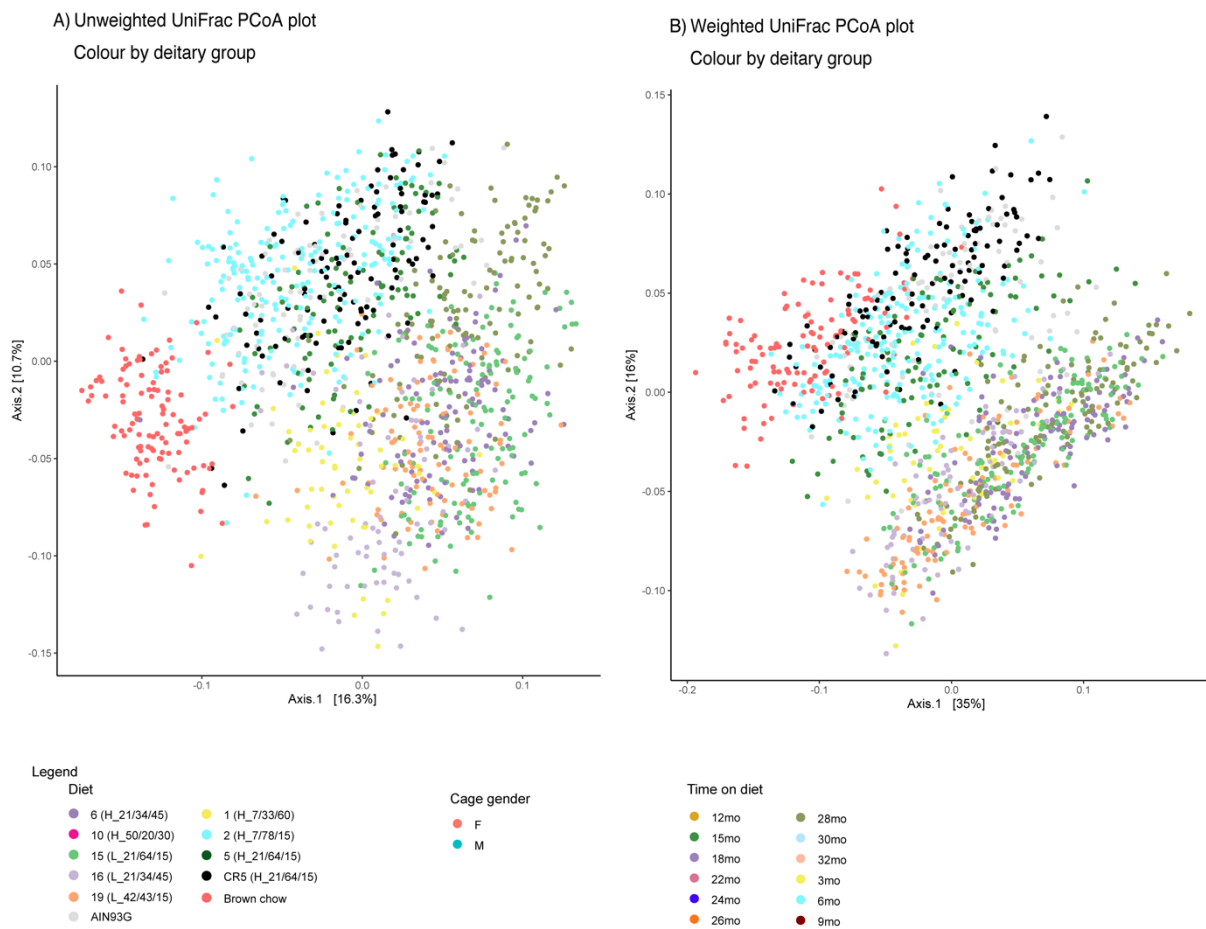 A) Unweighted UniFrac PCoA plot
Colour by deitary group
0.10
0.05
0.00
-0.05
-0.10
-0.15
Axis.2 [10.7%]
-0.1
0.0
0.1
Axis.1 [16.3%]
B) Weighted UniFrac PCoA plot
Colour by deitary group
0.15
0.10
0.05
0.00
-0.05
-0.10
Axis.2 [16%]
-0.2
-0.1
0.0
0.1
Axis.1 [35%]
Legend
Diet
6 (H_21/34/45)
10 (H_50/20/30)
15 (L_21/64/15)
16 (L_21/34/45)
19 (L_42/43/15)
AIN93G
1 (H_7/33/60)
2 (H_7/78/15)
5 (H_21/64/15)
CR5 (H_21/64/15)
Brown chow
Cage gender
F
M
Time on diet
12mo
15mo
18mo
22mo
24mo
26mo
28mo
30mo
32mo
3mo
6mo
9mo